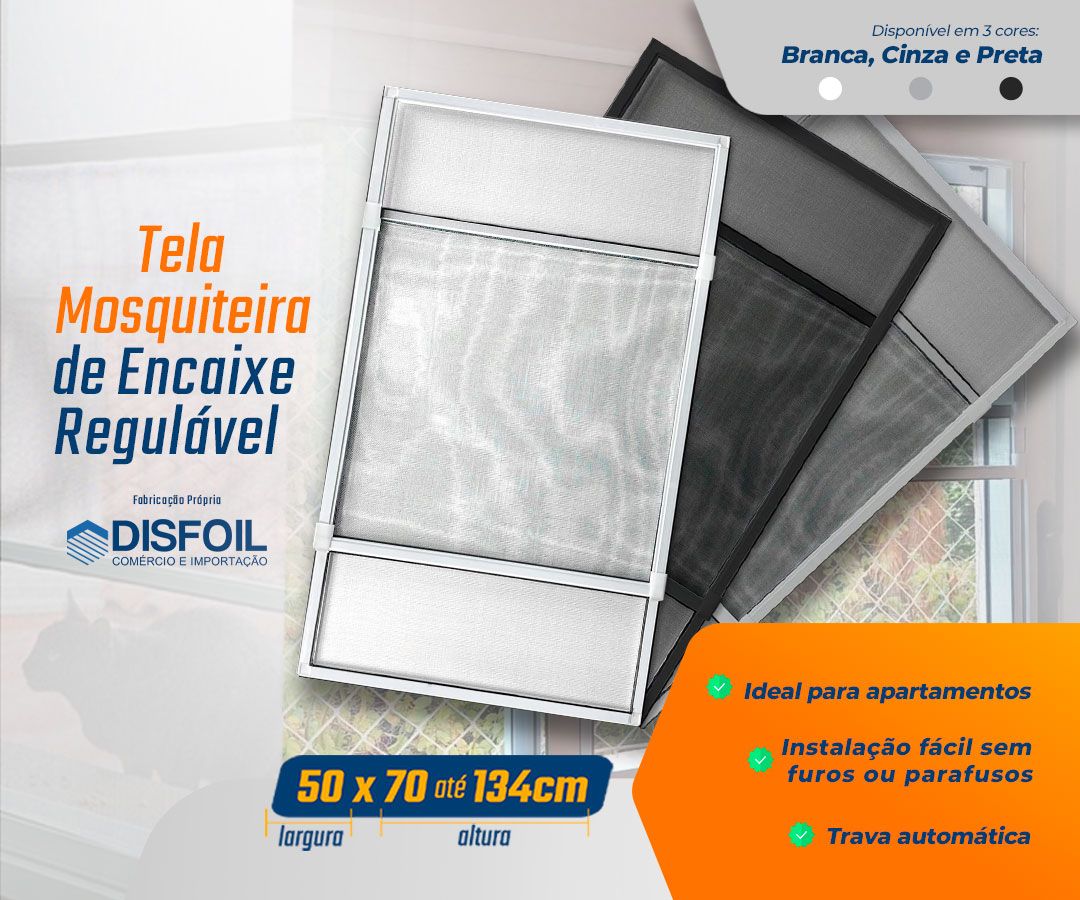 Disponível em 3 cores:
Branca, Cinza e Preta
Tela
Mosquiteira
de Encaixe
Regulável
Fabricação Própria
DISFOIL
COMÉRCIO E IMPORTAÇÃO
50 x 70 até 134cm
largura altura
Ideal para apartamentos
Instalação fácil sem
furos ou parafusos
Trava automática